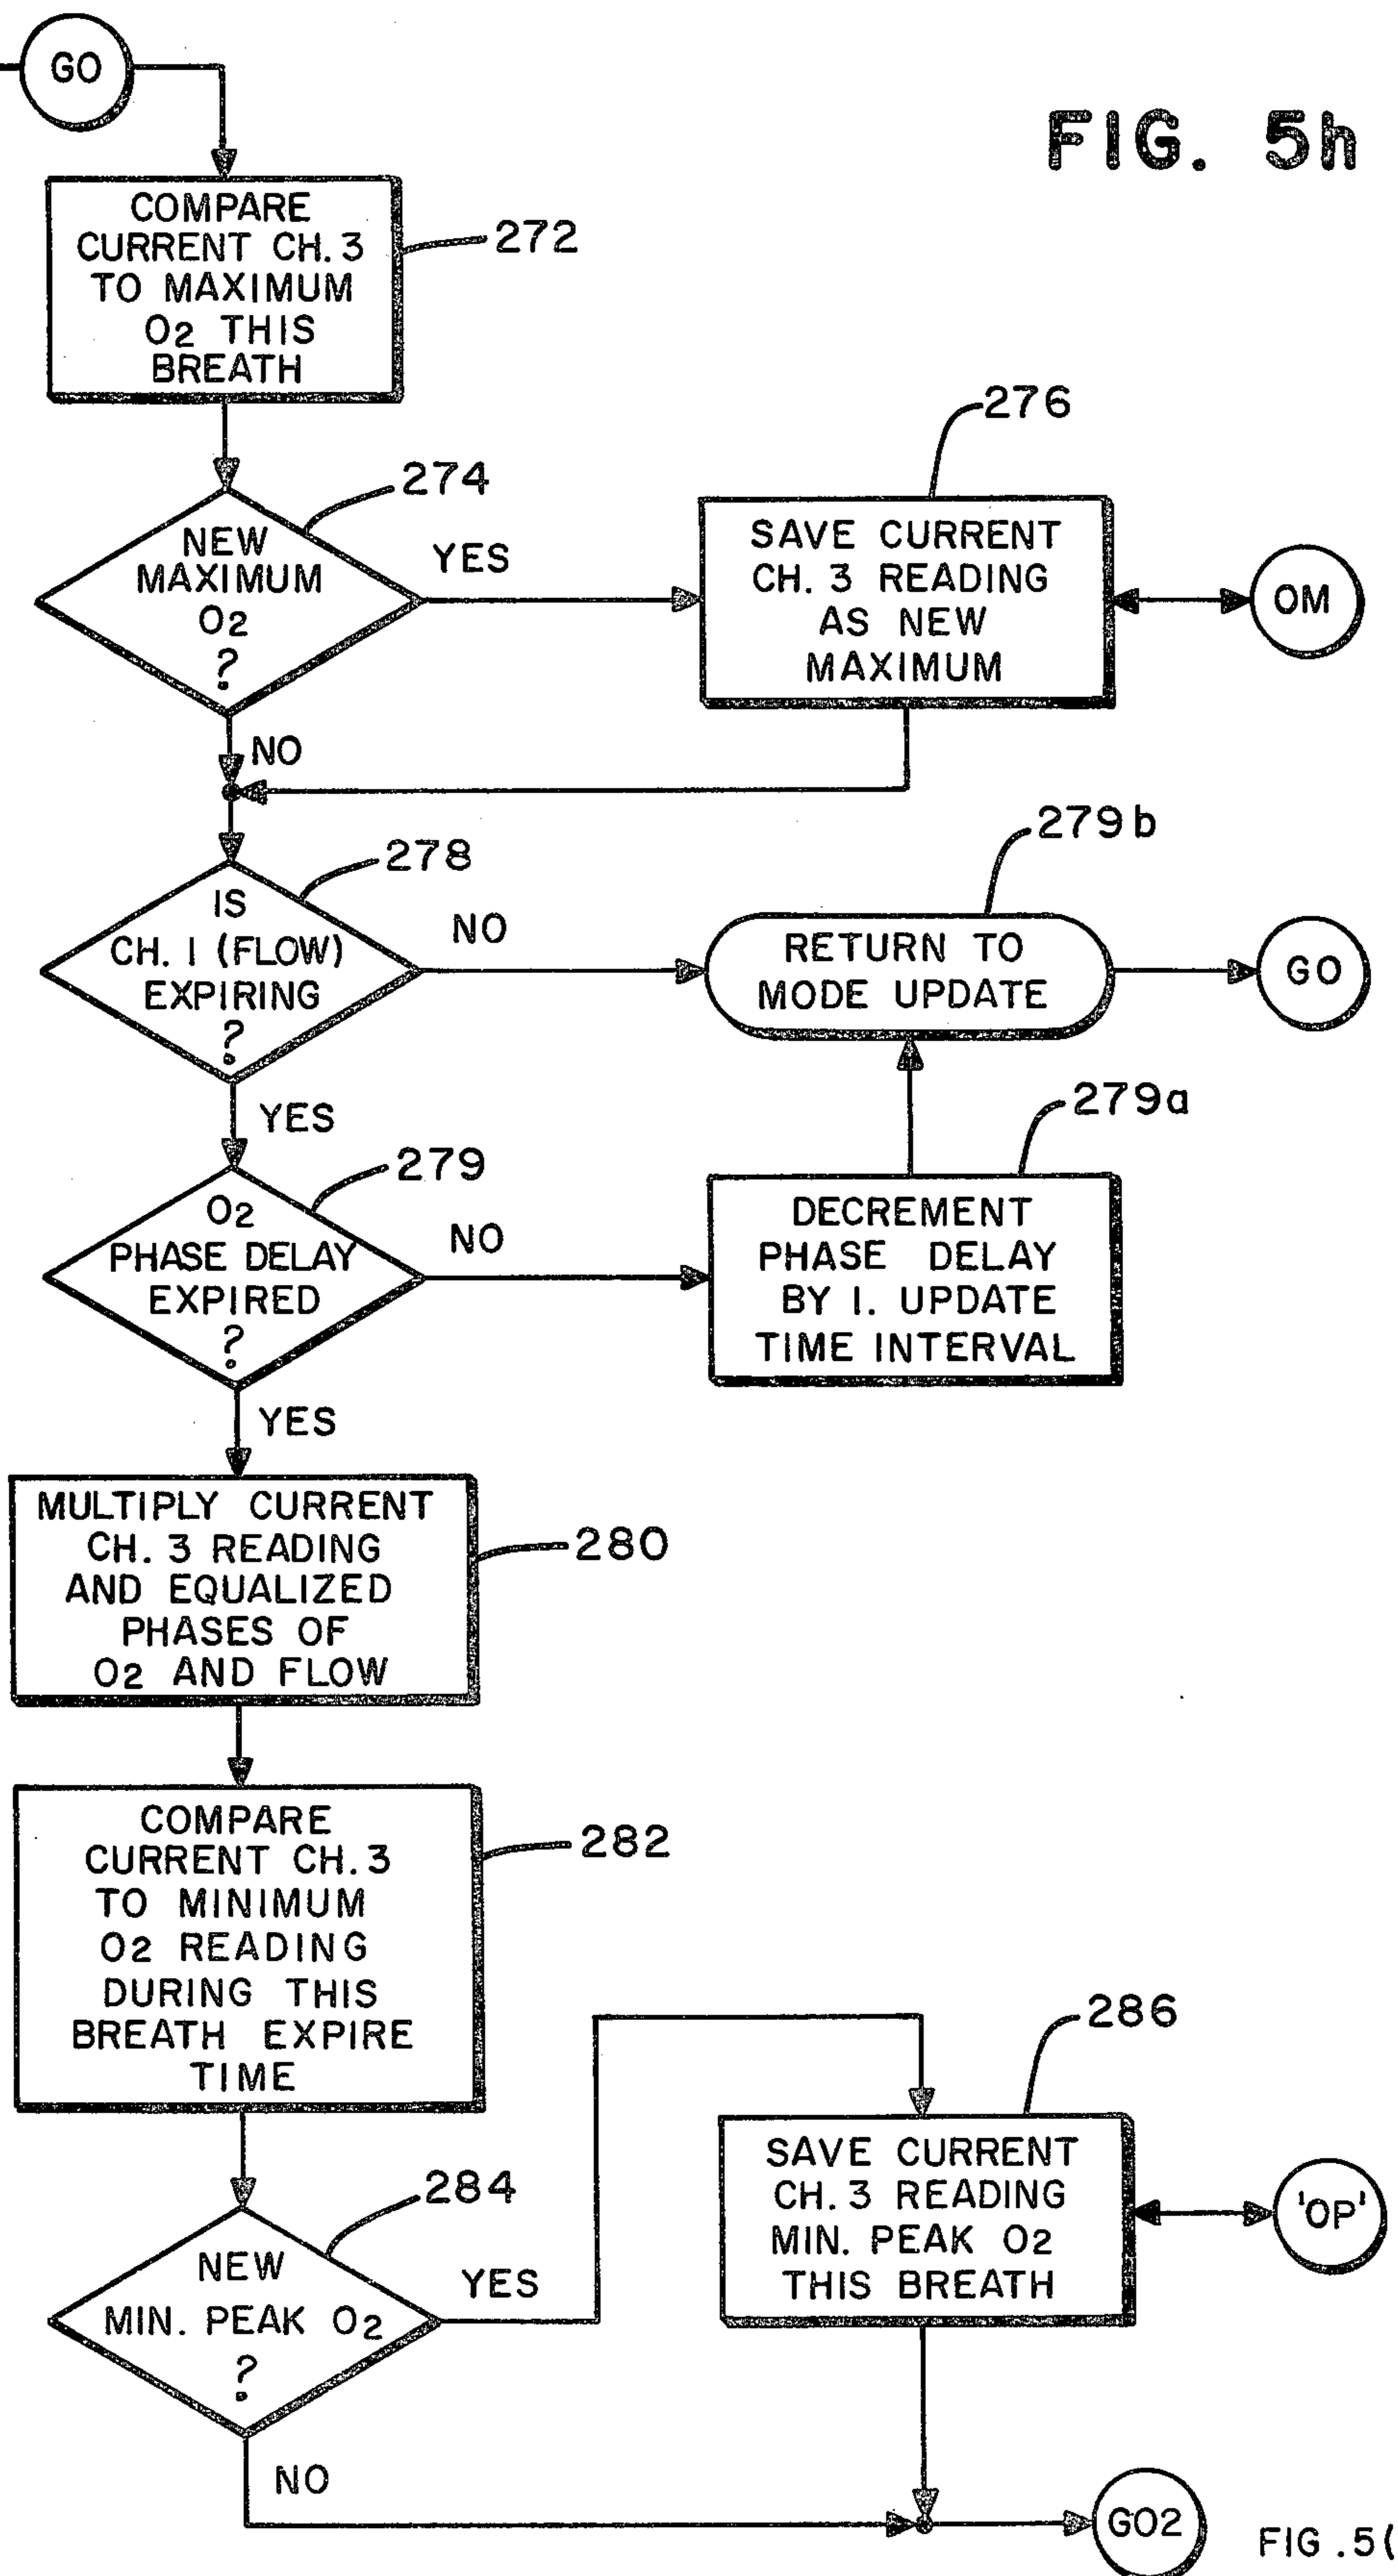 GO
FIG. 5h
COMPARE
CURRENT CH. 3
TO MAXIMUM
O2 THIS
BREATH
272
274
NEW
MAXIMUM
O2
?
YES
276
SAVE CURRENT
CH. 3 READING
AS NEW
MAXIMUM
OM
NO
278
IS
CH. 1 (FLOW)
EXPIRING
?
NO
279b
RETURN TO
MODE UPDATE
GO
YES
279
O2
PHASE DELAY
EXPIRED
?
NO
279a
DECREMENT
PHASE DELAY
BY 1. UPDATE
TIME INTERVAL
YES
MULTIPLY CURRENT
CH. 3 READING
AND EQUALIZED
PHASES OF
O2 AND FLOW
280
COMPARE
CURRENT CH. 3
TO MINIMUM
O2 READING
DURING THIS
BREATH EXPIRE
TIME
282
284
NEW
MIN. PEAK O2
?
YES
286
SAVE CURRENT
CH. 3 READING
MIN. PEAK O2
THIS BREATH
'OP'
NO
GO2
FIG. 5(